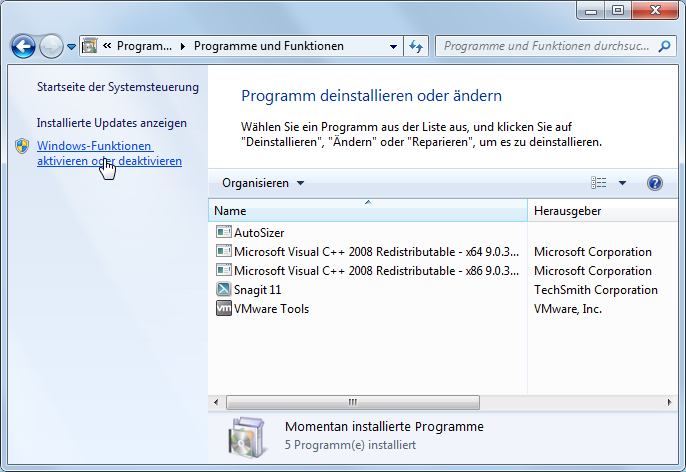 « Program... ▸ Programme und Funktionen
Programme und Funktionen durchsuc...
Startseite der Systemsteuerung
Installierte Updates anzeigen
Windows-Funktionen
aktivieren oder deaktivieren
Programm deinstallieren oder ändern
Wählen Sie ein Programm aus der Liste aus, und klicken Sie auf
"Deinstallieren", "Ändern" oder "Reparieren", um es zu deinstallieren.
Organisieren
Name Herausgeber
AutoSizer
Microsoft Visual C++ 2008 Redistributable - x64 9.0.3... Microsoft Corporation
Microsoft Visual C++ 2008 Redistributable - x86 9.0.3... Microsoft Corporation
Snagit 11 TechSmith Corporation
vm VMware Tools VMware, Inc.
Momentan installierte Programme
5 Programm(e) installiert